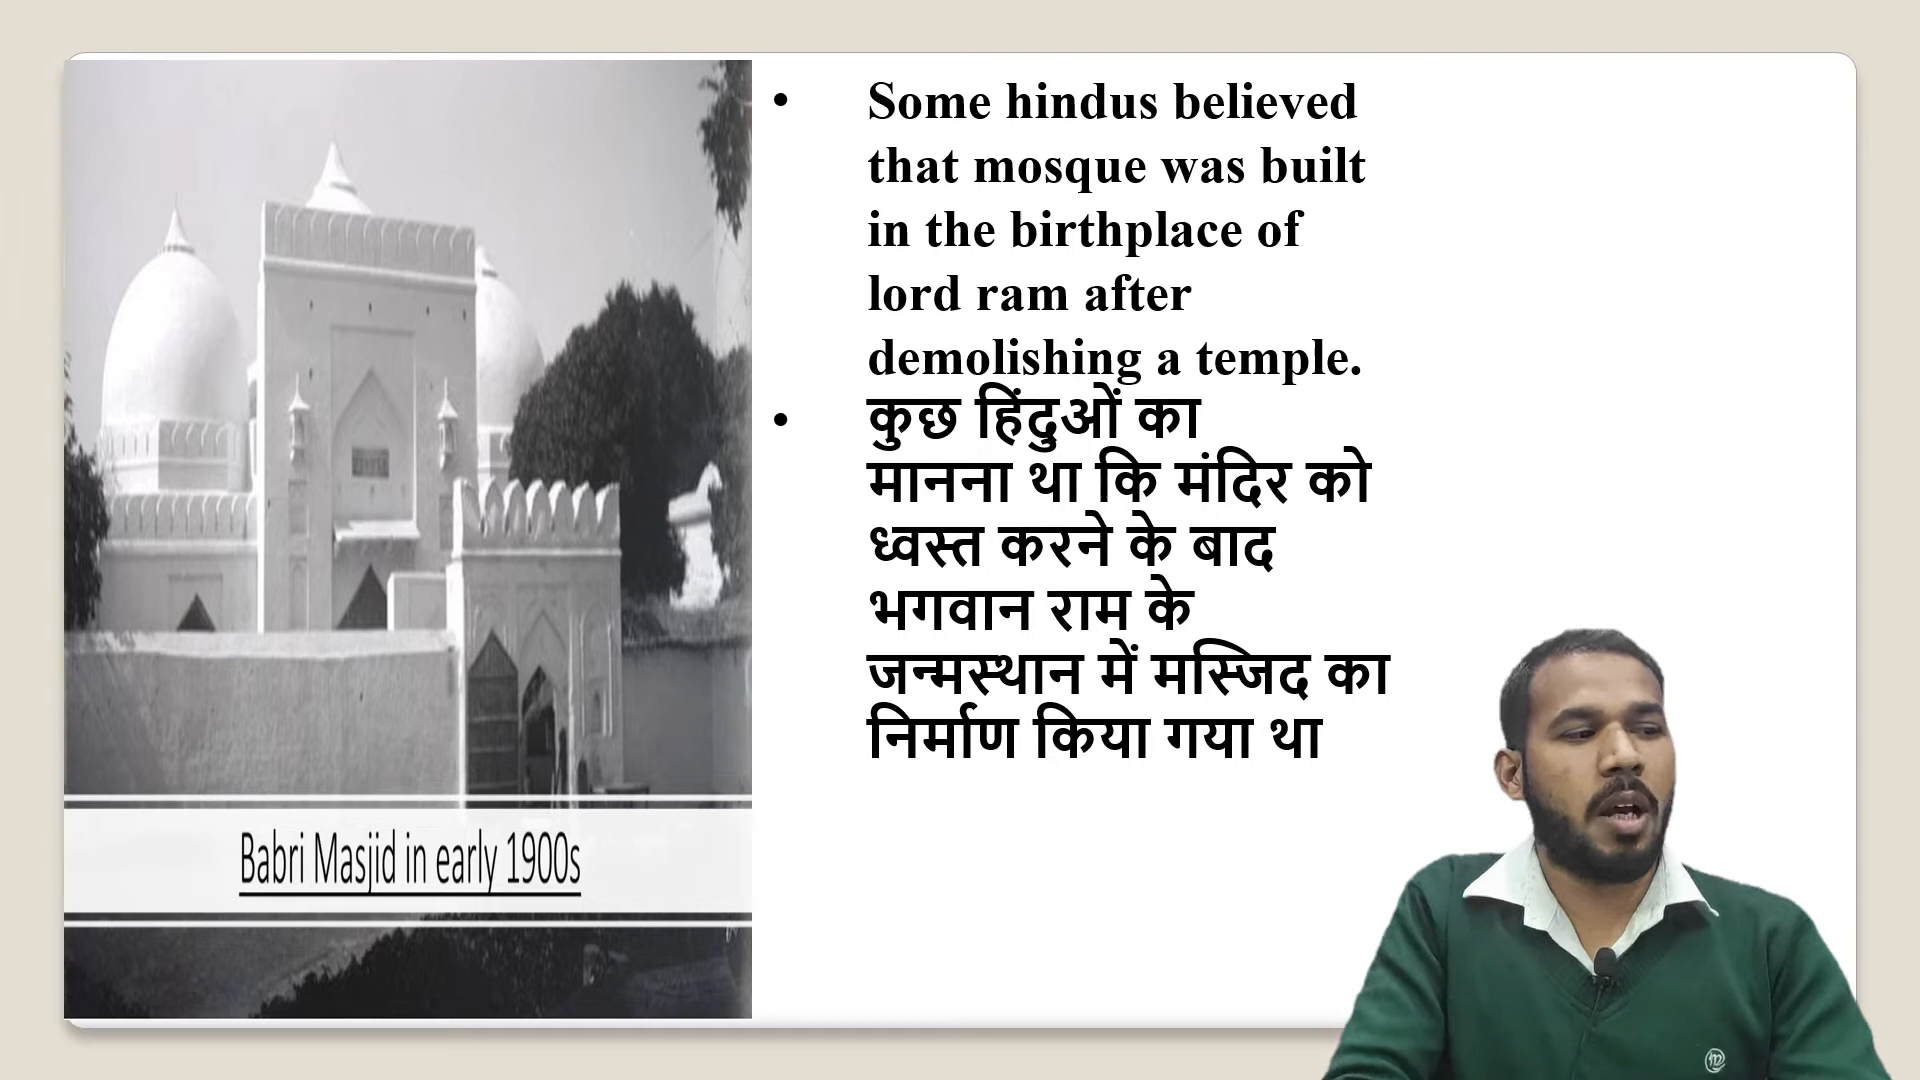 Some hindus believed
that mosque was built
in the birthplace of
lord ram after
demolishing a temple.
कुछ हिंदुओं का
मानना था कि मंदिर को
ध्वस्त करने के बाद
भगवान राम के
जन्मस्थान में मस्जिद का
निर्माण किया गया था
Babri Masjid in early 1900s